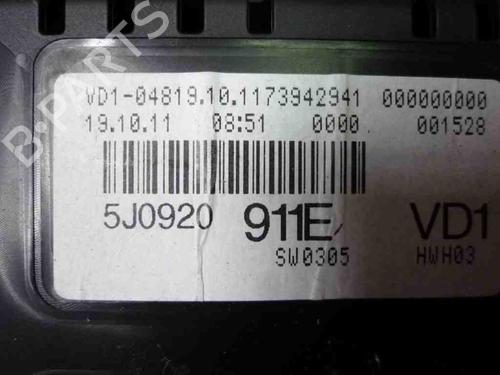 B-PARTS
VD1-04819.10.1173942941 000000000
19.10.11 08:51 0000 001528
5J0920 911E VD1
SW0305 HWH03